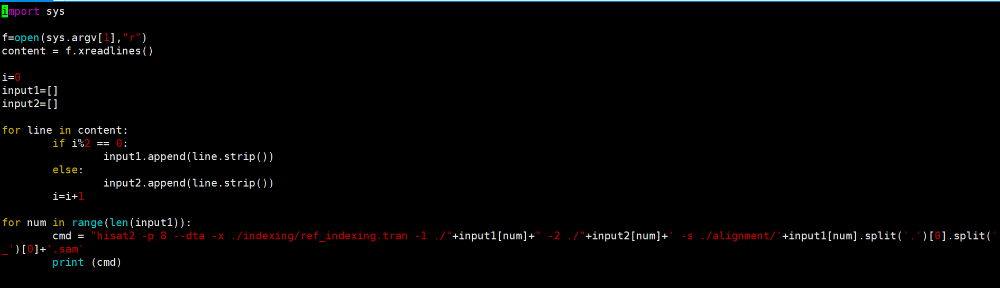 import sys

f=open(sys.argv[1],"r")
content = f.xreadlines()

i=0
input1=[]
input2=[]

for line in content:
        if i%2 == 0:
                input1.append(line.strip())
        else:
                input2.append(line.strip())
        i=i+1

for num in range(len(input1)):
        cmd = "hisat2 -p 8 --dta -x ./indexing/ref_indexing.tran -1 ./"+input1[num]+" -2 ./"+input2[num]+' -s ./alignment/'+input1[num].split('.')[0].split('
_')[0]+'.sam'
        print (cmd)